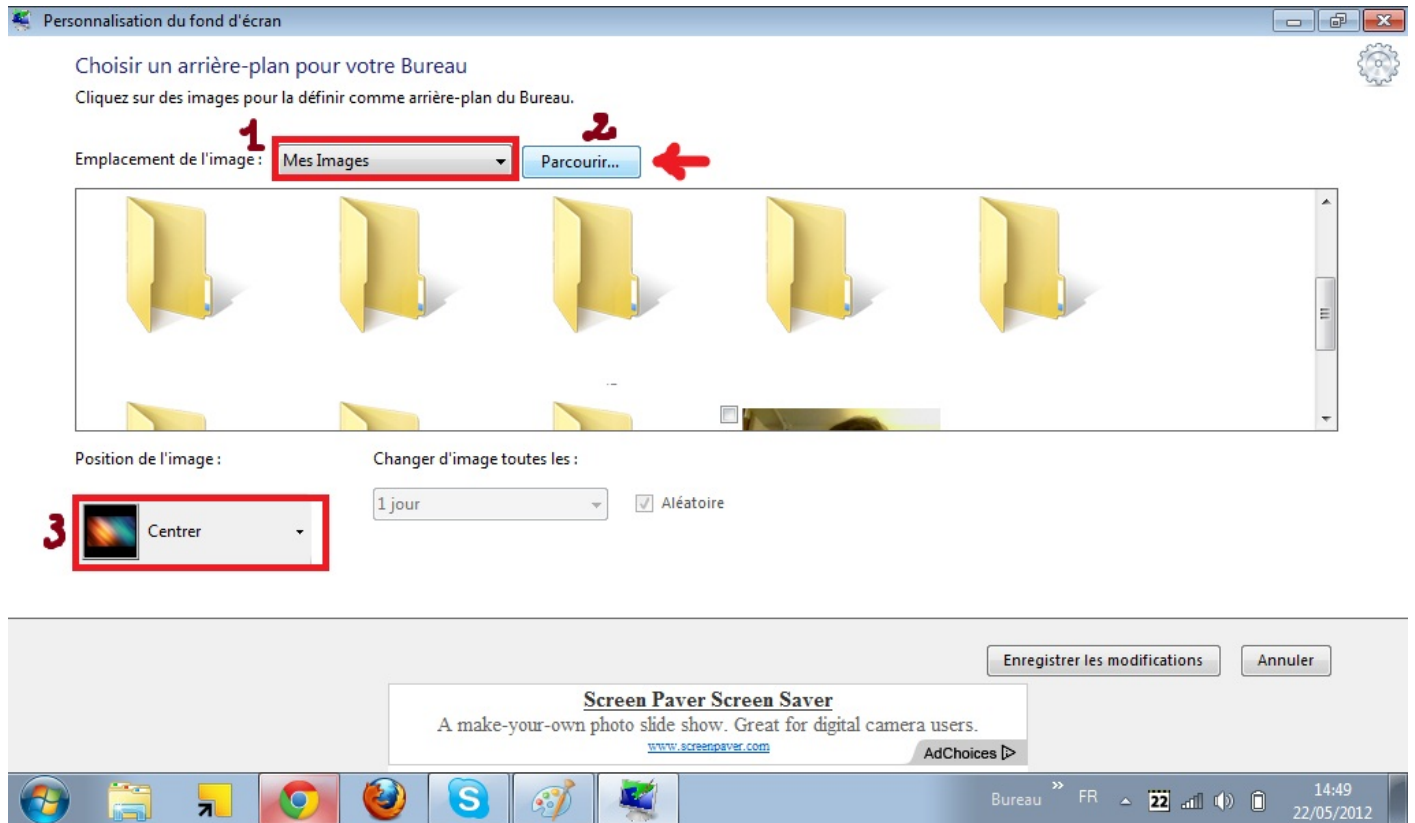 Personnalisation du fond d'écran
Choisir un arrière-plan pour votre Bureau
Cliquez sur des images pour la définir comme arrière-plan du Bureau.
1
2
Emplacement de l'image : Mes Images Parcourir...
Position de l'image : Changer d'image toutes les :
1 jour Aléatoire
3 Centrer
Enregistrer les modifications Annuler
Screen Paver Screen Saver
A make-your-own photo slide show. Great for digital camera users.
www.screenpaver.com
AdChoices
Bureau » FR 22 14:49
22/05/2012